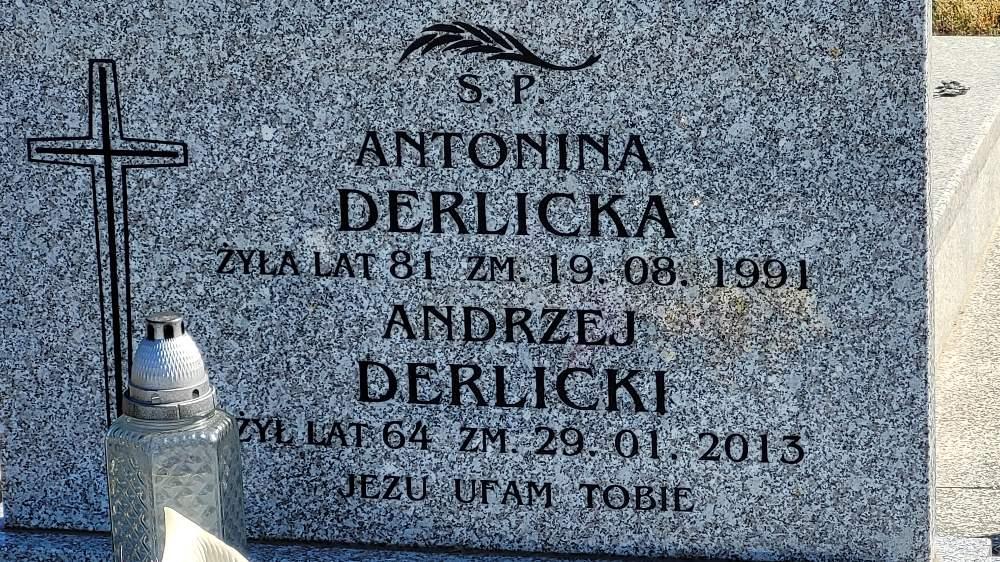 S. P.
ANTONINA
DERLICKA
ŻYŁA LAT 81 ZM. 19. 08. 1991
ANDRZEJ
DERLICKI
ŻYŁ LAT 64 ZM. 29. 01. 2013
JEZU UFAM TOBIE